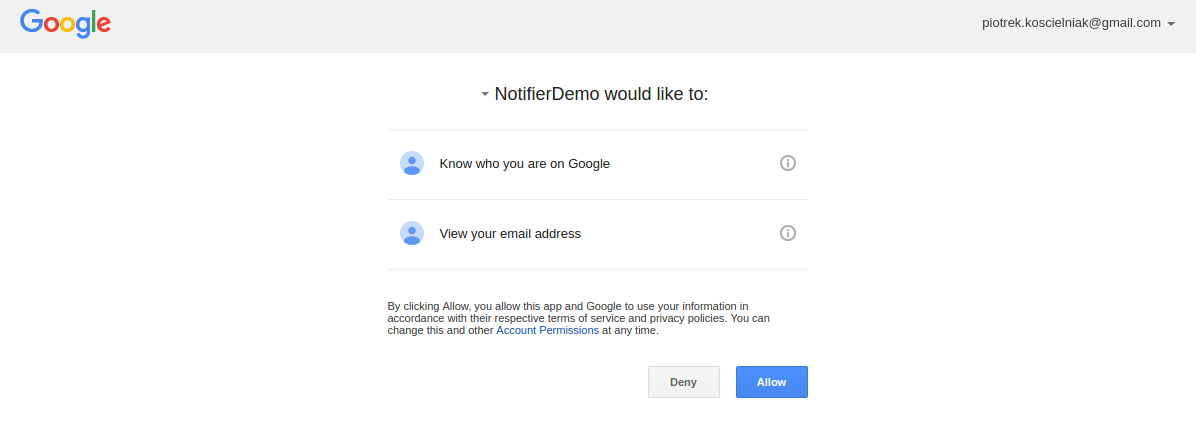 Google
piotrek.koscielniak@gmail.com
NotifierDemo would like to:
Know who you are on Google
View your email address
By clicking Allow, you allow this app and Google to use your information in
accordance with their respective terms of service and privacy policies. You can
change this and other Account Permissions at any time.
Deny
Allow